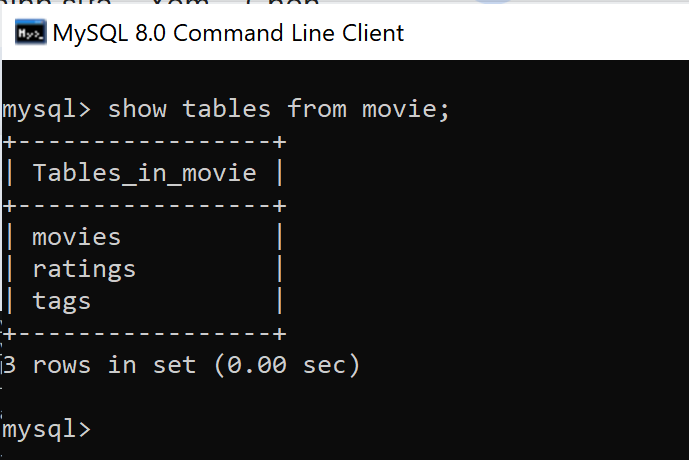 MySQL 8.0 Command Line Client
mysql> show tables from movie;
+-----------------+
| Tables_in_movie |
+-----------------+
| movies          |
| ratings         |
| tags            |
+-----------------+
3 rows in set (0.00 sec)
mysql>